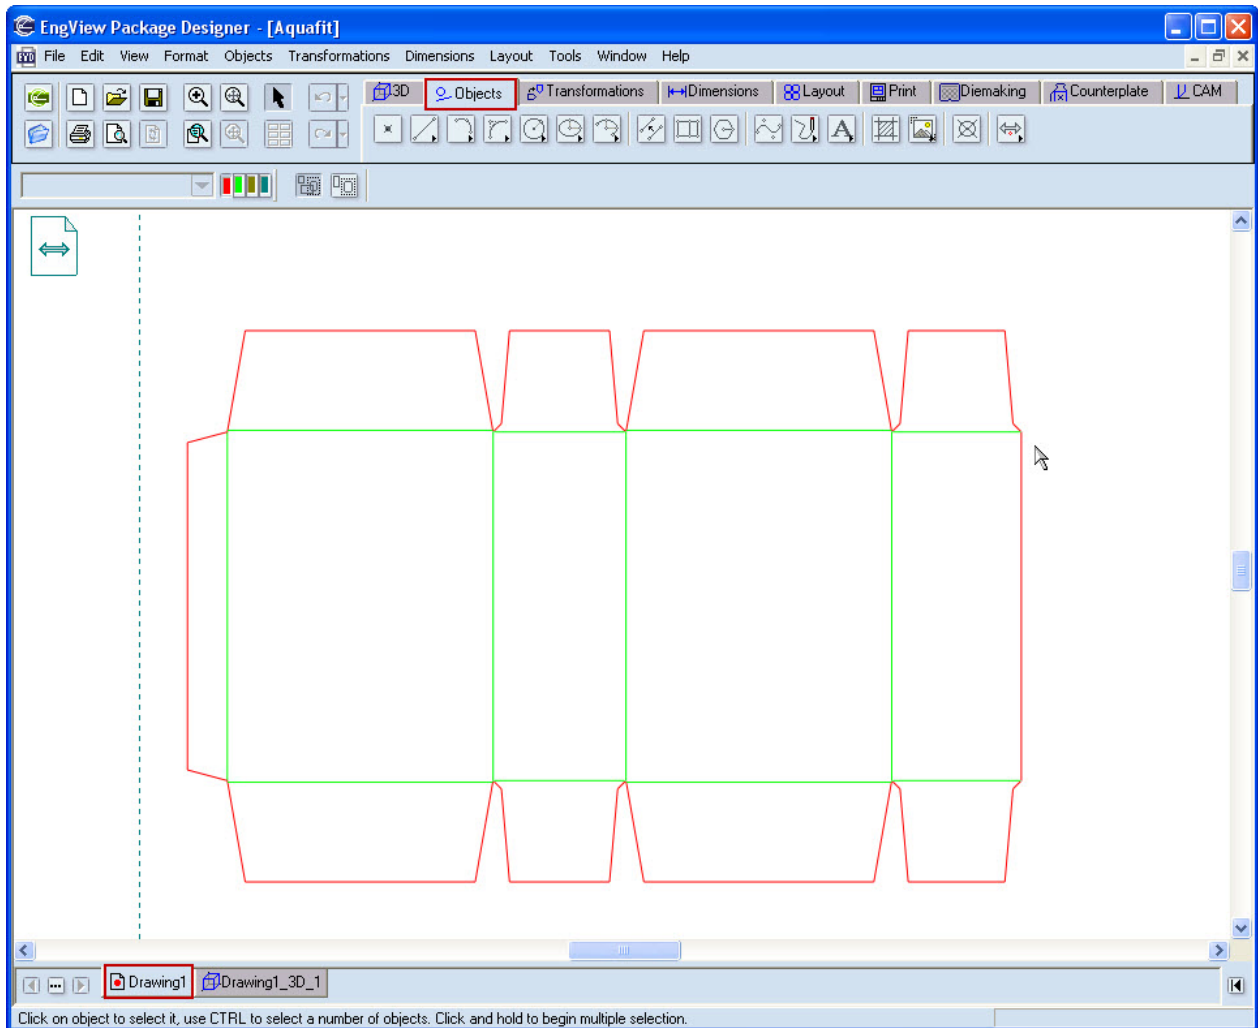 EngView Package Designer - [Aquafit]
File Edit View Format Objects Transformations Dimensions Layout Tools Window Help
3D Objects Transformations Dimensions Layout Print Diemaking Counterplate CAM
A
Drawing1 Drawing1_3D_1
Click on object to select it, use CTRL to select a number of objects. Click and hold to begin multiple selection.